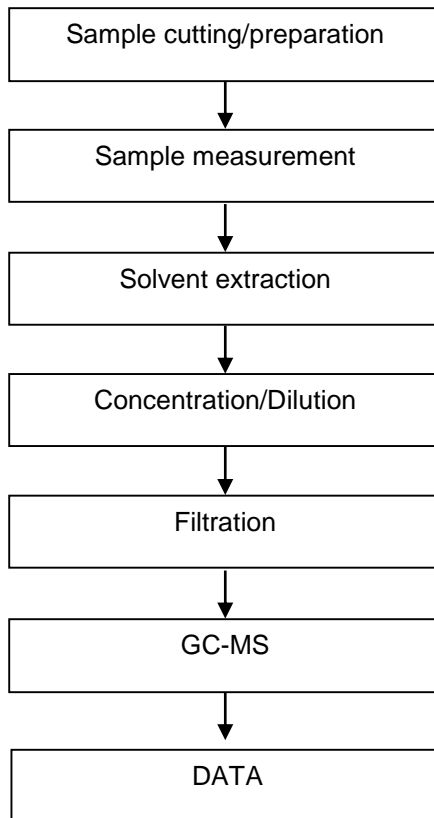 Sample cutting/preparation
Sample measurement
Solvent extraction
Concentration/Dilution
Filtration
GC-MS
DATA